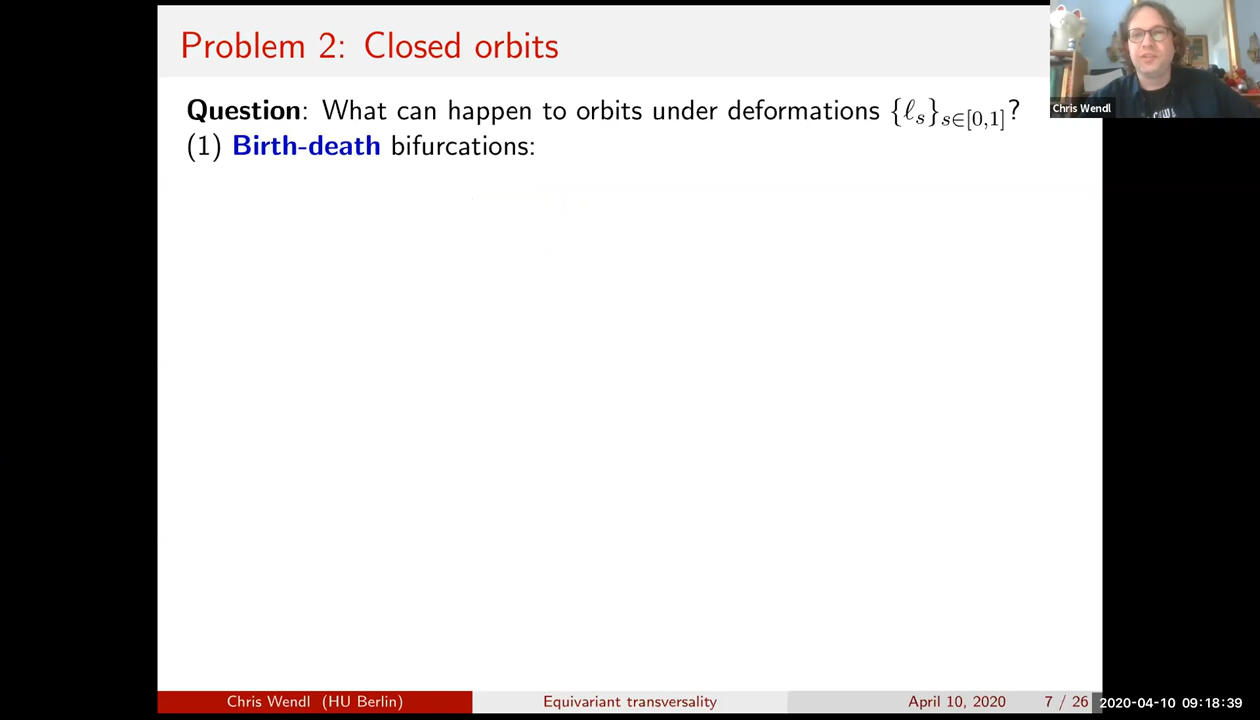 Problem 2: Closed orbits
Question: What can happen to orbits under deformations {ℓₛ}ₛ∈[0,1]?
(1) Birth-death bifurcations:
Chris Wendl
Chris Wendl (HU Berlin) Equivariant transversality April 10, 2020 7 / 26
2020-04-10 09:18:39